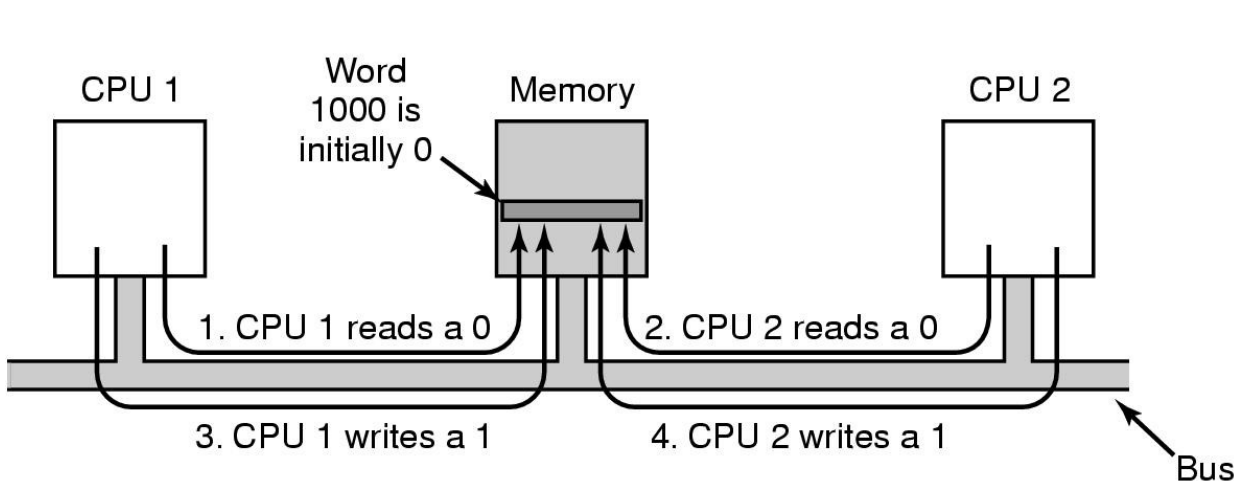 CPU 1
Word
1000 is
initially 0
Memory
CPU 2
1. CPU 1 reads a 0
2. CPU 2 reads a 0
3. CPU 1 writes a 1
4. CPU 2 writes a 1
Bus